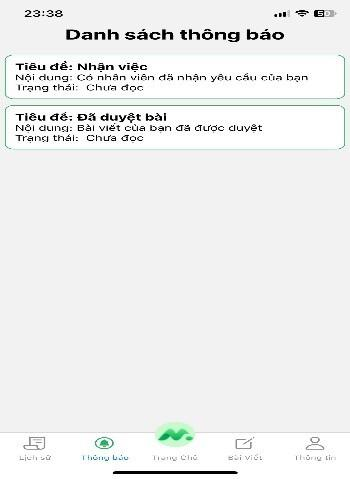 23:38
50
Danh sách thông báo
Tiêu đề: Nhận việc
Nội dung: Có nhân viên đã nhận yêu cầu của bạn
Trạng thái: Chưa đọc
Tiêu đề: Đã duyệt bài
Nội dung: Bài viết của bạn đã được duyệt
Trạng thái: Chưa đọc
Lịch sử
Thông báo
Trang Chủ
Bài Viết
Thông tin